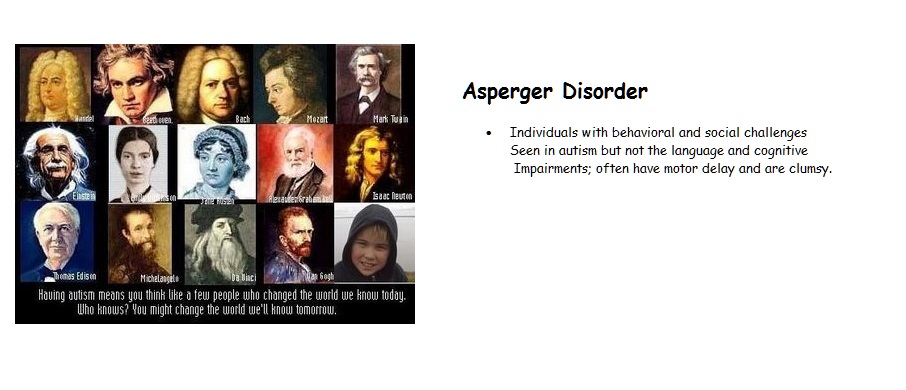 Handel
Beethoven
Bach
Mozart
Mark Twain
Einstein
Emily Dickinson
Jane Austen
Alexander Graham Bell
Isaac Newton
Thomas Edison
Michelangelo
Da Vinci
Van Gogh
Having autism means you think like a few people who changed the world we know today.
Who knows? You might change the world we'll know tomorrow.
Asperger Disorder
• Individuals with behavioral and social challenges
Seen in autism but not the language and cognitive
Impairments; often have motor delay and are clumsy.